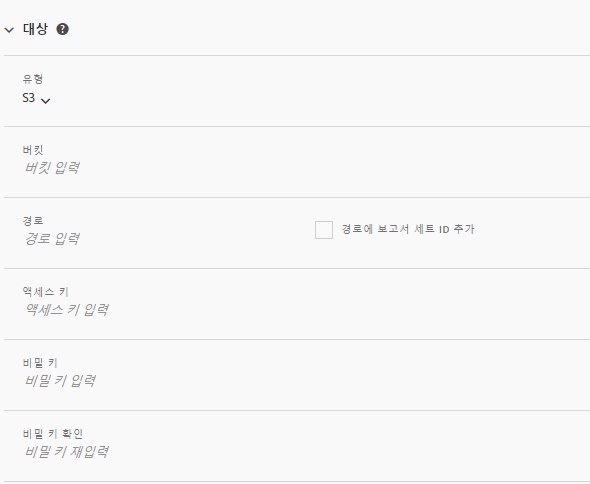 대상 ?
유형
S3
버킷
버킷 입력
경로
경로 입력
경로에 보고서 세트 ID 추가
액세스 키
액세스 키 입력
비밀 키
비밀 키 입력
비밀 키 확인
비밀 키 재입력